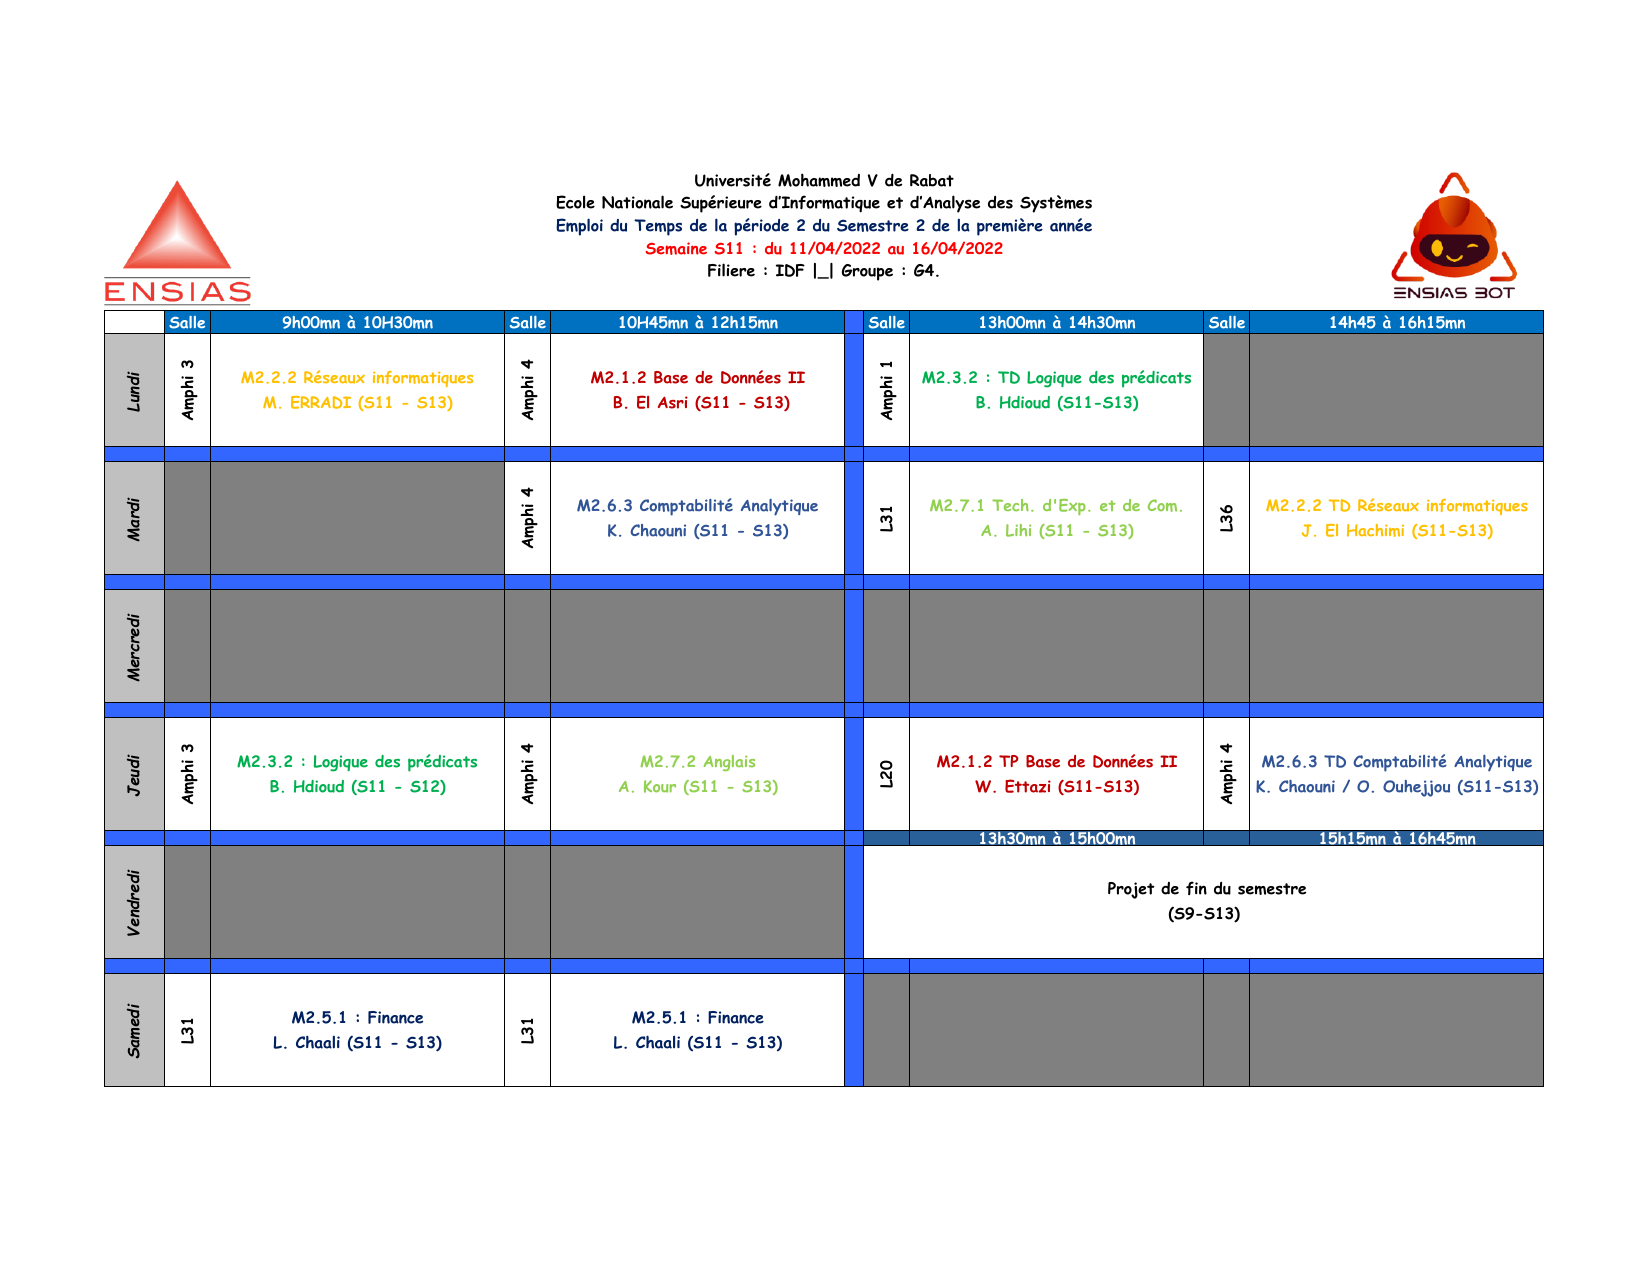 Université Mohammed V de Rabat
Ecole Nationale Supérieure d’Informatique et d’Analyse des Systèmes
Emploi du Temps de la période 2 du Semestre 2 de la première année
Semaine S11 : du 11/04/2022 au 16/04/2022
Filiere : IDF |_| Groupe : G4.
ENSIAS
ENSIAS BOT
Salle 9h00mn à 10H30mn Salle 10H45mn à 12h15mn Salle 13h00mn à 14h30mn Salle 14h45 à 16h15mn
Lundi
Amphi 3
M2.2.2 Réseaux informatiques
M. ERRADI (S11 - S13)
Amphi 4
M2.1.2 Base de Données II
B. El Asri (S11 - S13)
Amphi 1
M2.3.2 : TD Logique des prédicats
B. Hdioud (S11-S13)
Mardi
Amphi 4
M2.6.3 Comptabilité Analytique
K. Chaouni (S11 - S13)
L31
M2.7.1 Tech. d'Exp. et de Com.
A. Lihi (S11 - S13)
L36
M2.2.2 TD Réseaux informatiques
J. El Hachimi (S11-S13)
Mercredi
Jeudi
Amphi 3
M2.3.2 : Logique des prédicats
B. Hdioud (S11 - S12)
Amphi 4
M2.7.2 Anglais
A. Kour (S11 - S13)
L20
M2.1.2 TP Base de Données II
W. Ettazi (S11-S13)
Amphi 4
M2.6.3 TD Comptabilité Analytique
K. Chaouni / O. Ouhejjou (S11-S13)
13h30mn à 15h00mn 15h15mn à 16h45mn
Vendredi
Projet de fin du semestre
(S9-S13)
Samedi
L31
M2.5.1 : Finance
L. Chaali (S11 - S13)
L31
M2.5.1 : Finance
L. Chaali (S11 - S13)